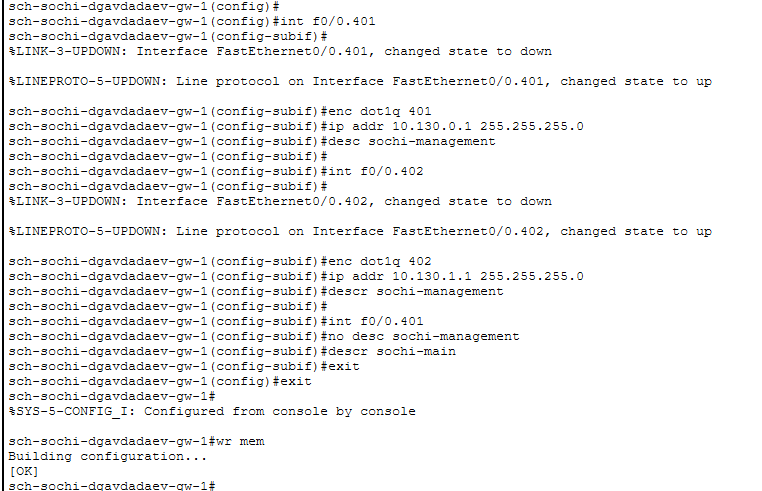 sch-sochi-dgavdadaev-gw-1(config)#
sch-sochi-dgavdadaev-gw-1(config)#int f0/0.401
sch-sochi-dgavdadaev-gw-1(config-subif)#
%LINK-3-UPDOWN: Interface FastEthernet0/0.401, changed state to down
%LINEPROTO-5-UPDOWN: Line protocol on Interface FastEthernet0/0.401, changed state to up
sch-sochi-dgavdadaev-gw-1(config-subif)#enc dot1q 401
sch-sochi-dgavdadaev-gw-1(config-subif)#ip addr 10.130.0.1 255.255.255.0
sch-sochi-dgavdadaev-gw-1(config-subif)#desc sochi-management
sch-sochi-dgavdadaev-gw-1(config-subif)#
sch-sochi-dgavdadaev-gw-1(config-subif)#int f0/0.402
sch-sochi-dgavdadaev-gw-1(config-subif)#
%LINK-3-UPDOWN: Interface FastEthernet0/0.402, changed state to down
%LINEPROTO-5-UPDOWN: Line protocol on Interface FastEthernet0/0.402, changed state to up
sch-sochi-dgavdadaev-gw-1(config-subif)#enc dot1q 402
sch-sochi-dgavdadaev-gw-1(config-subif)#ip addr 10.130.1.1 255.255.255.0
sch-sochi-dgavdadaev-gw-1(config-subif)#descr sochi-management
sch-sochi-dgavdadaev-gw-1(config-subif)#
sch-sochi-dgavdadaev-gw-1(config-subif)#int f0/0.401
sch-sochi-dgavdadaev-gw-1(config-subif)#no desc sochi-management
sch-sochi-dgavdadaev-gw-1(config-subif)#descr sochi-main
sch-sochi-dgavdadaev-gw-1(config-subif)#exit
sch-sochi-dgavdadaev-gw-1(config)#exit
sch-sochi-dgavdadaev-gw-1#
%SYS-5-CONFIG_I: Configured from console by console
sch-sochi-dgavdadaev-gw-1#wr mem
Building configuration...
[OK]
sch-sochi-dgavdadaev-gw-1#